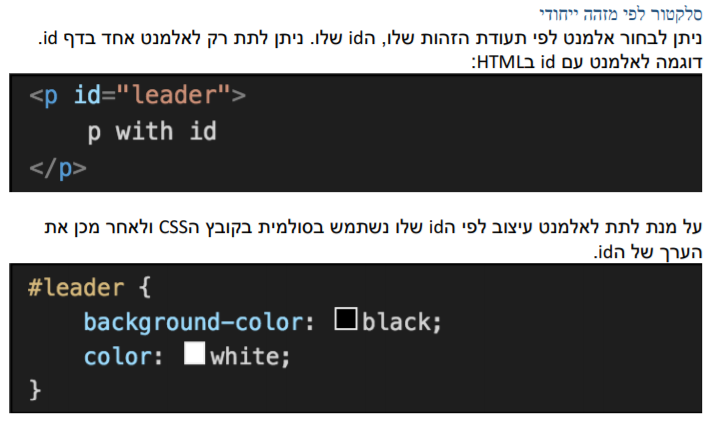 סלקטור לפי מזהה ייחודי
ניתן לבחור אלמנט לפי תעודת הזהות שלו, הid שלו. ניתן לתת רק לאלמנט אחד בדף id.
דוגמה לאלמנט עם id בHTML:
<p id="leader">
    p with id
</p>
על מנת לתת לאלמנט עיצוב לפי הid שלו נשתמש בסולמית בקובץ הCSS ולאחר מכן את
הערך של הid.
#leader {
    background-color: black;
    color: white;
}